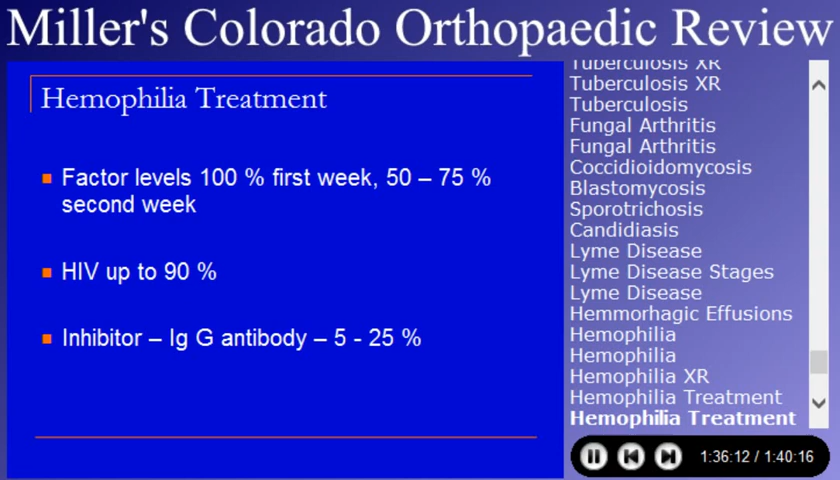 Miller's Colorado Orthopaedic Review
Hemophilia Treatment
Factor levels 100 % first week, 50 – 75 %
second week
HIV up to 90 %
Inhibitor – Ig G antibody – 5 - 25 %
Tuberculosis XR
Tuberculosis XR
Tuberculosis
Fungal Arthritis
Fungal Arthritis
Coccidioidomycosis
Blastomycosis
Sporotrichosis
Candidiasis
Lyme Disease
Lyme Disease Stages
Lyme Disease
Hemmorhagic Effusions
Hemophilia
Hemophilia
Hemophilia XR
Hemophilia Treatment
Hemophilia Treatment
1:36:12 / 1:40:16